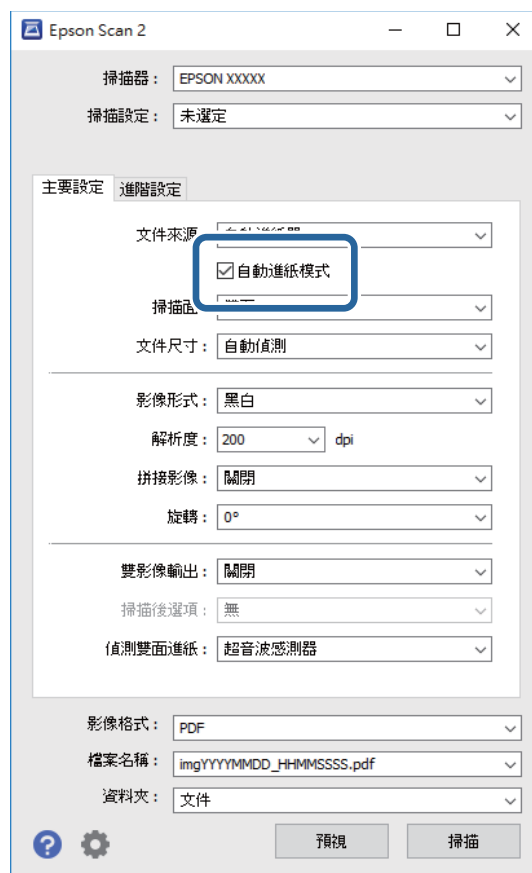 Epson Scan 2
掃描器： EPSON XXXXX
掃描設定： 未選定
主要設定 進階設定
文件來源
自動進紙模式
掃描面
文件尺寸： 自動偵測
影像形式： 黑白
解析度： 200 dpi
拼接影像： 關閉
旋轉： 0°
雙影像輸出： 關閉
掃描後選項： 無
偵測雙面進紙： 超音波感測器
影像格式： PDF
檔案名稱： imgYYYYMMDD_HHMMSSSS.pdf
資料夾： 文件
? 預視 掃描